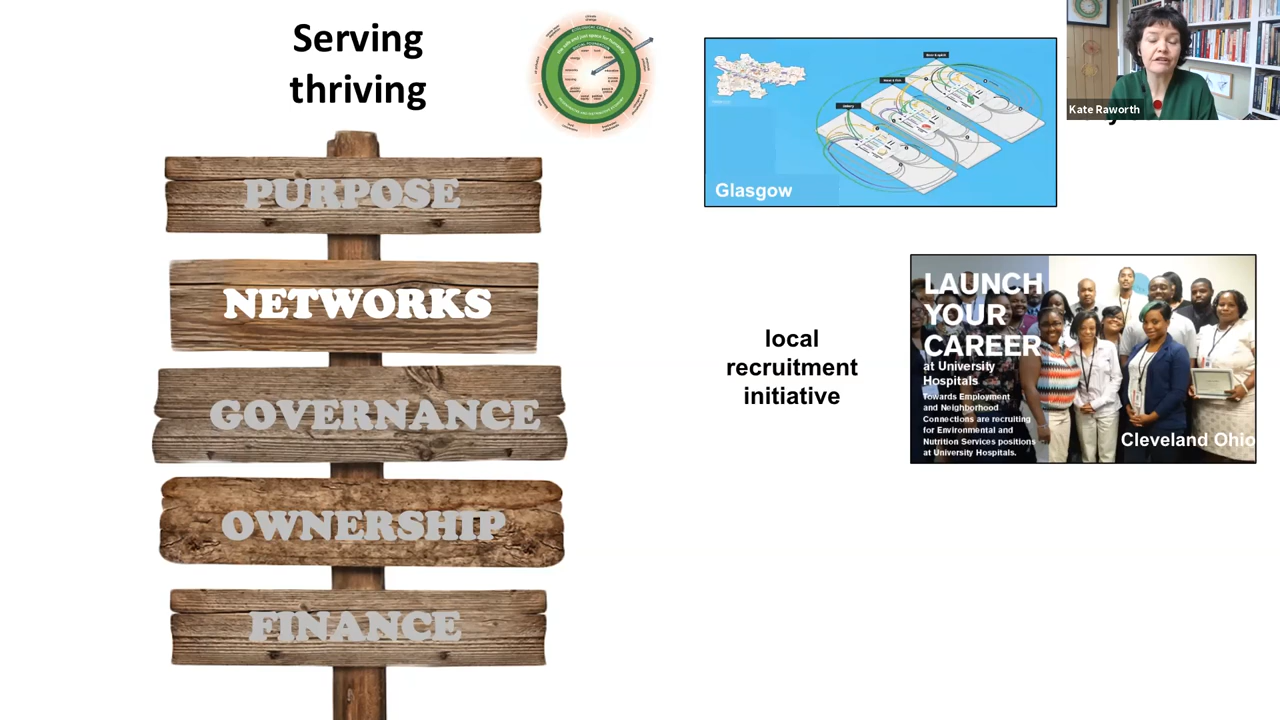 Serving
thriving
PURPOSE
NETWORKS
GOVERNANCE
OWNERSHIP
FINANCE
Glasgow
Kate Raworth
local
recruitment
initiative
LAUNCH
YOUR
CAREER
at University
Hospitals
Towards Employment
and Neighborhood
Connections are recruiting
for Environmental and
Nutrition Services positions
at University Hospitals.
Cleveland Ohio